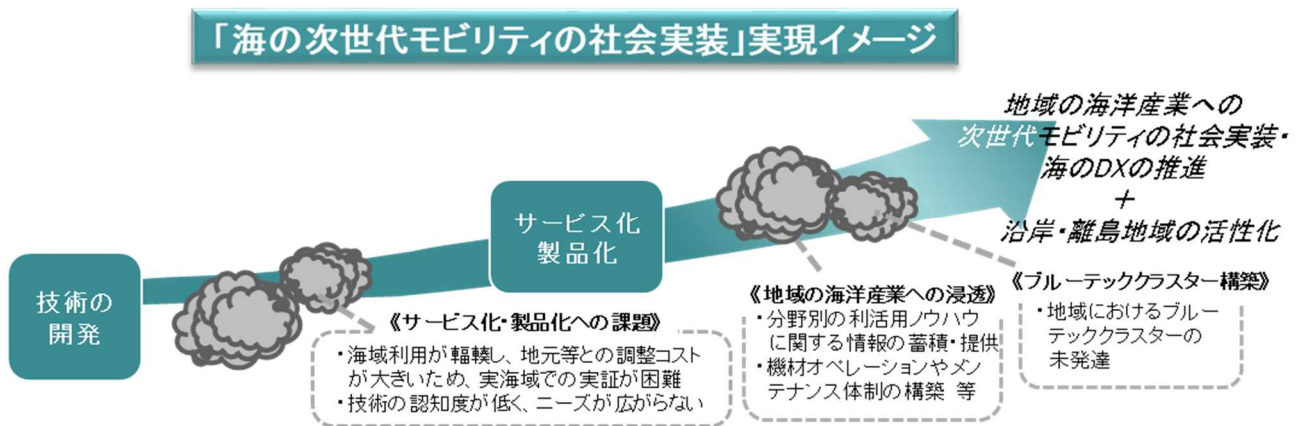 「海の次世代モビリティの社会実装」実現イメージ
地域の海洋産業への
次世代モビリティの社会実装・
海のDXの推進
+
沿岸・離島地域の活性化
サービス化
製品化
技術の
開発
《サービス化・製品化への課題》
・海域利用が輻輳し、地元等との調整コスト
が大きいため、実海域での実証が困難
・技術の認知度が低く、ニーズが広がらない
《地域の海洋産業への浸透》
・分野別の利活用ノウハウ
に関する情報の蓄積・提供
・機材オペレーションやメン
テナンス体制の構築 等
《ブルーテッククラスター構築》
・地域におけるブルー
テッククラスターの
未発達